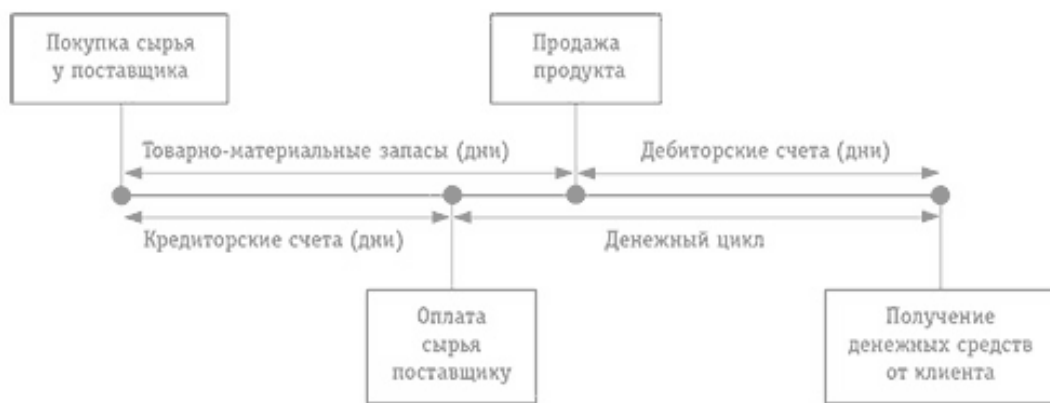 Покупка сырья
у поставщика
Продажа
продукта
Товарно-материальные запасы (дни)
Дебиторские счета (дни)
Кредиторские счета (дни)
Денежный цикл
Оплата
сырья
поставщику
Получение
денежных средств
от клиента